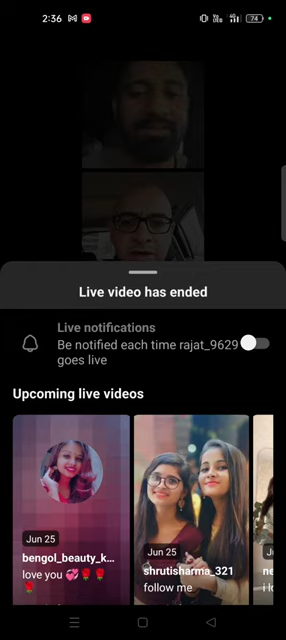 2:36
74
Live video has ended
Live notifications
Be notified each time rajat_9629
goes live
Upcoming live videos
Jun 25
bengol_beauty_k...
love you 💞🌹🌹
🌹
Jun 25
shrutisharma_321
follow me
Ju
ne
i lo